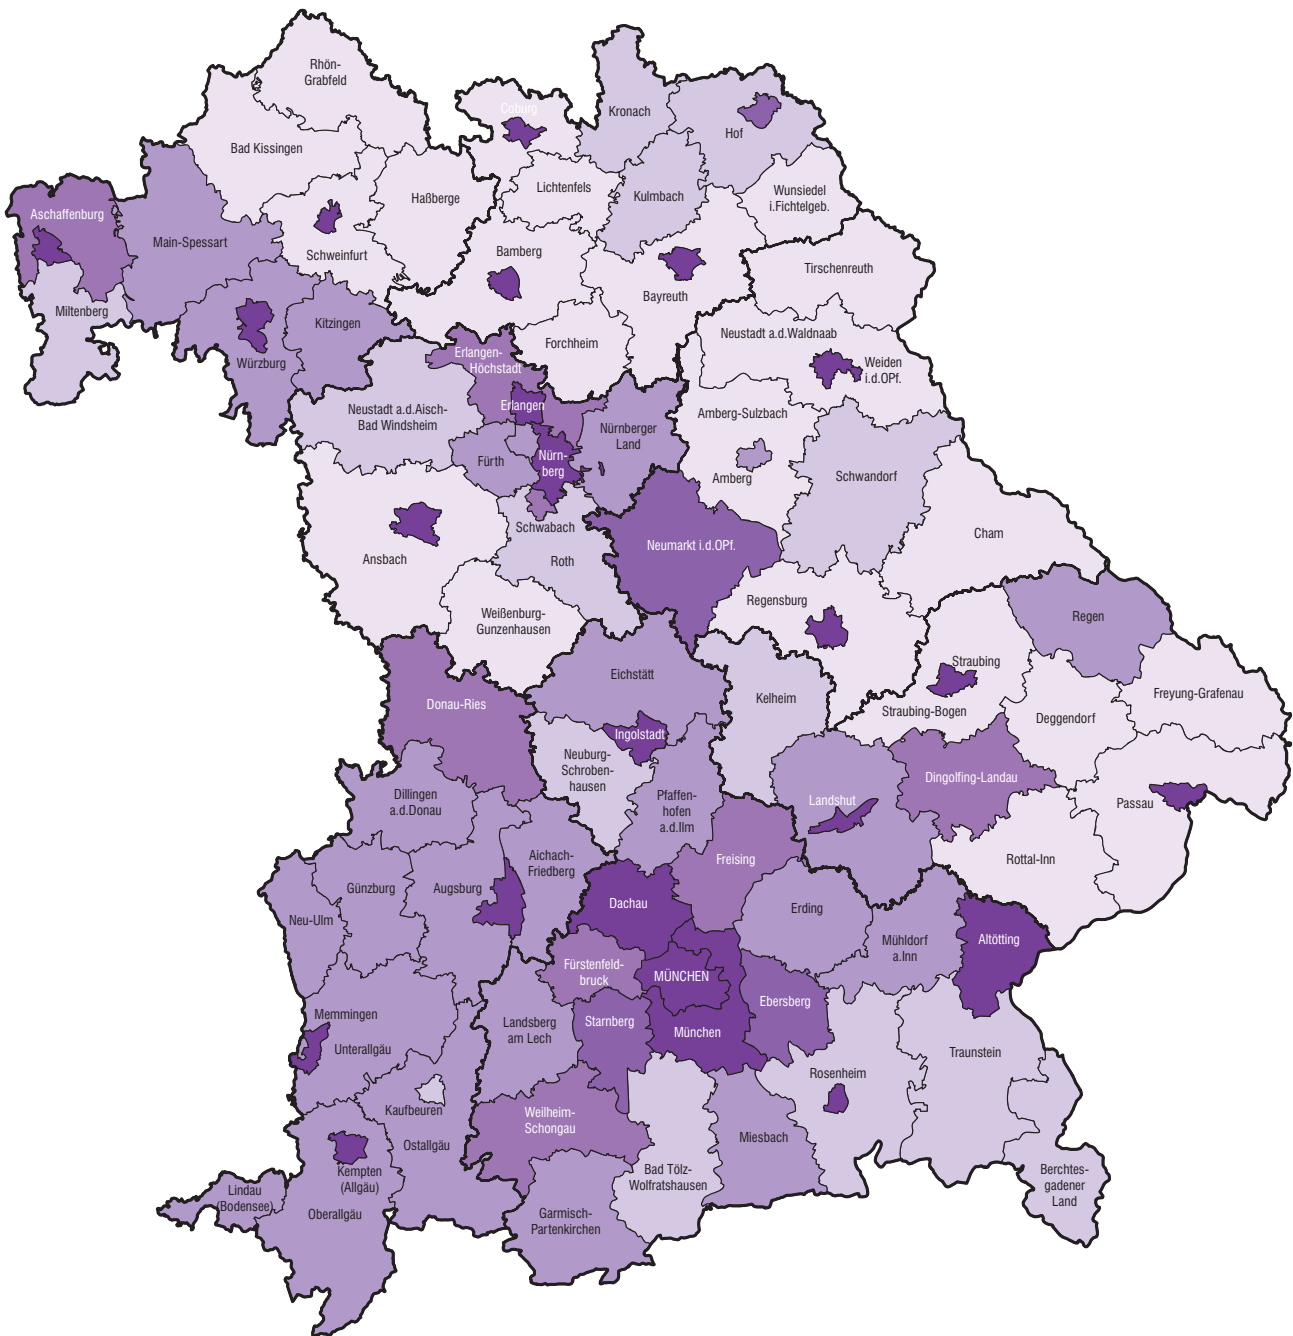 Rhön-
Grabfeld
Coburg
Kronach
Hof
Bad Kissingen
Lichtenfels
Kulmbach
Wunsiedel
i.Fichtelgeb.
Haßberge
Aschaffenburg
Main-Spessart
Schweinfurt
Bamberg
Bayreuth
Tirschenreuth
Miltenberg
Kitzingen
Würzburg
Forchheim
Neustadt a.d.Waldnaab
Weiden
i.d.OPf.
Erlangen-
Höchstadt
Erlangen
Neustadt a.d.Aisch-
Bad Windsheim
Nürnberger
Land
Amberg-Sulzbach
Amberg
Fürth
Nürn-
berg
Schwandorf
Schwabach
Roth
Ansbach
Neumarkt i.d.OPf.
Cham
Weißenburg-
Gunzenhausen
Regensburg
Regen
Straubing
Straubing-Bogen
Eichstätt
Kelheim
Freyung-Grafenau
Deggendorf
Donau-Ries
Ingolstadt
Neuburg-
Schroben-
hausen
Dingolfing-Landau
Dillingen
a.d.Donau
Pfaffen-
hofen
a.d.Ilm
Landshut
Passau
Aichach-
Friedberg
Freising
Rottal-Inn
Günzburg
Augsburg
Neu-Ulm
Dachau
Erding
Mühldorf
a.Inn
Altötting
Fürstenfeld-
bruck
MÜNCHEN
Ebersberg
Memmingen
Unterallgäu
Landsberg
am Lech
Starnberg
München
Traunstein
Rosenheim
Kaufbeuren
Ostallgäu
Weilheim-
Schongau
Miesbach
Kempten
(Allgäu)
Lindau
(Bodensee)
Oberallgäu
Bad Tölz-
Wolfratshausen
Garmisch-
Partenkirchen
Berchtes-
gadener
Land